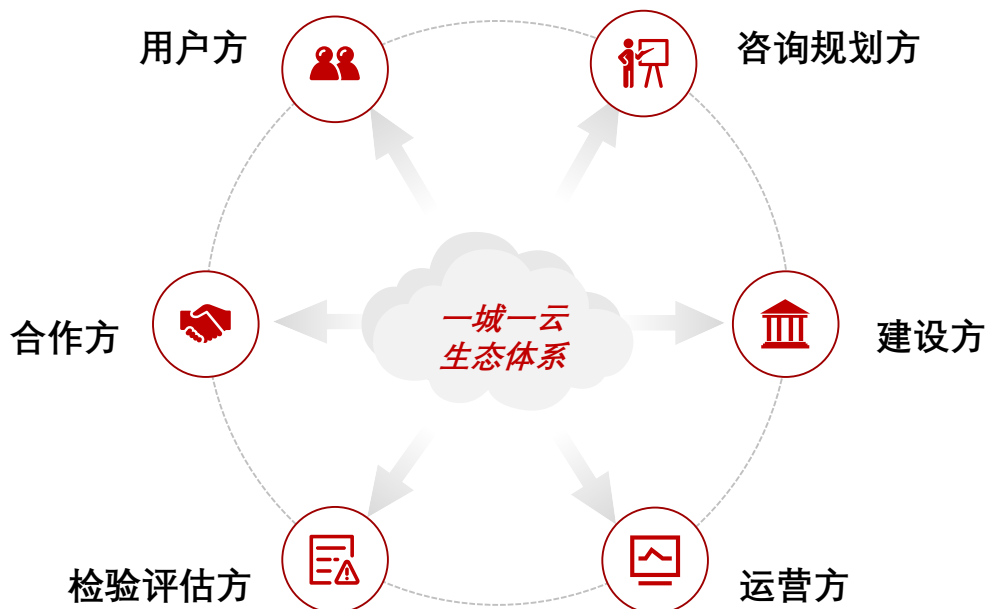 用户方
咨询规划方
一城一云
生态体系
合作方
建设方
检验评估方
运营方